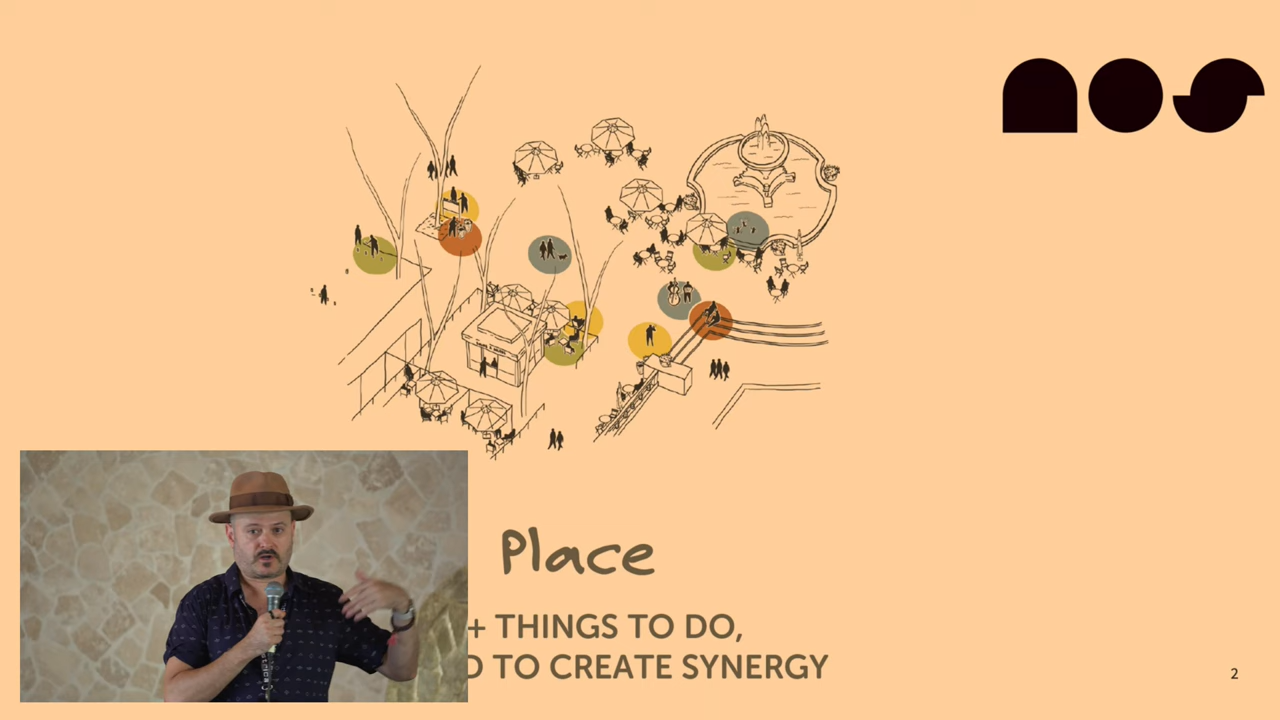 nos
Place
+ THINGS TO DO,
TO CREATE SYNERGY
2